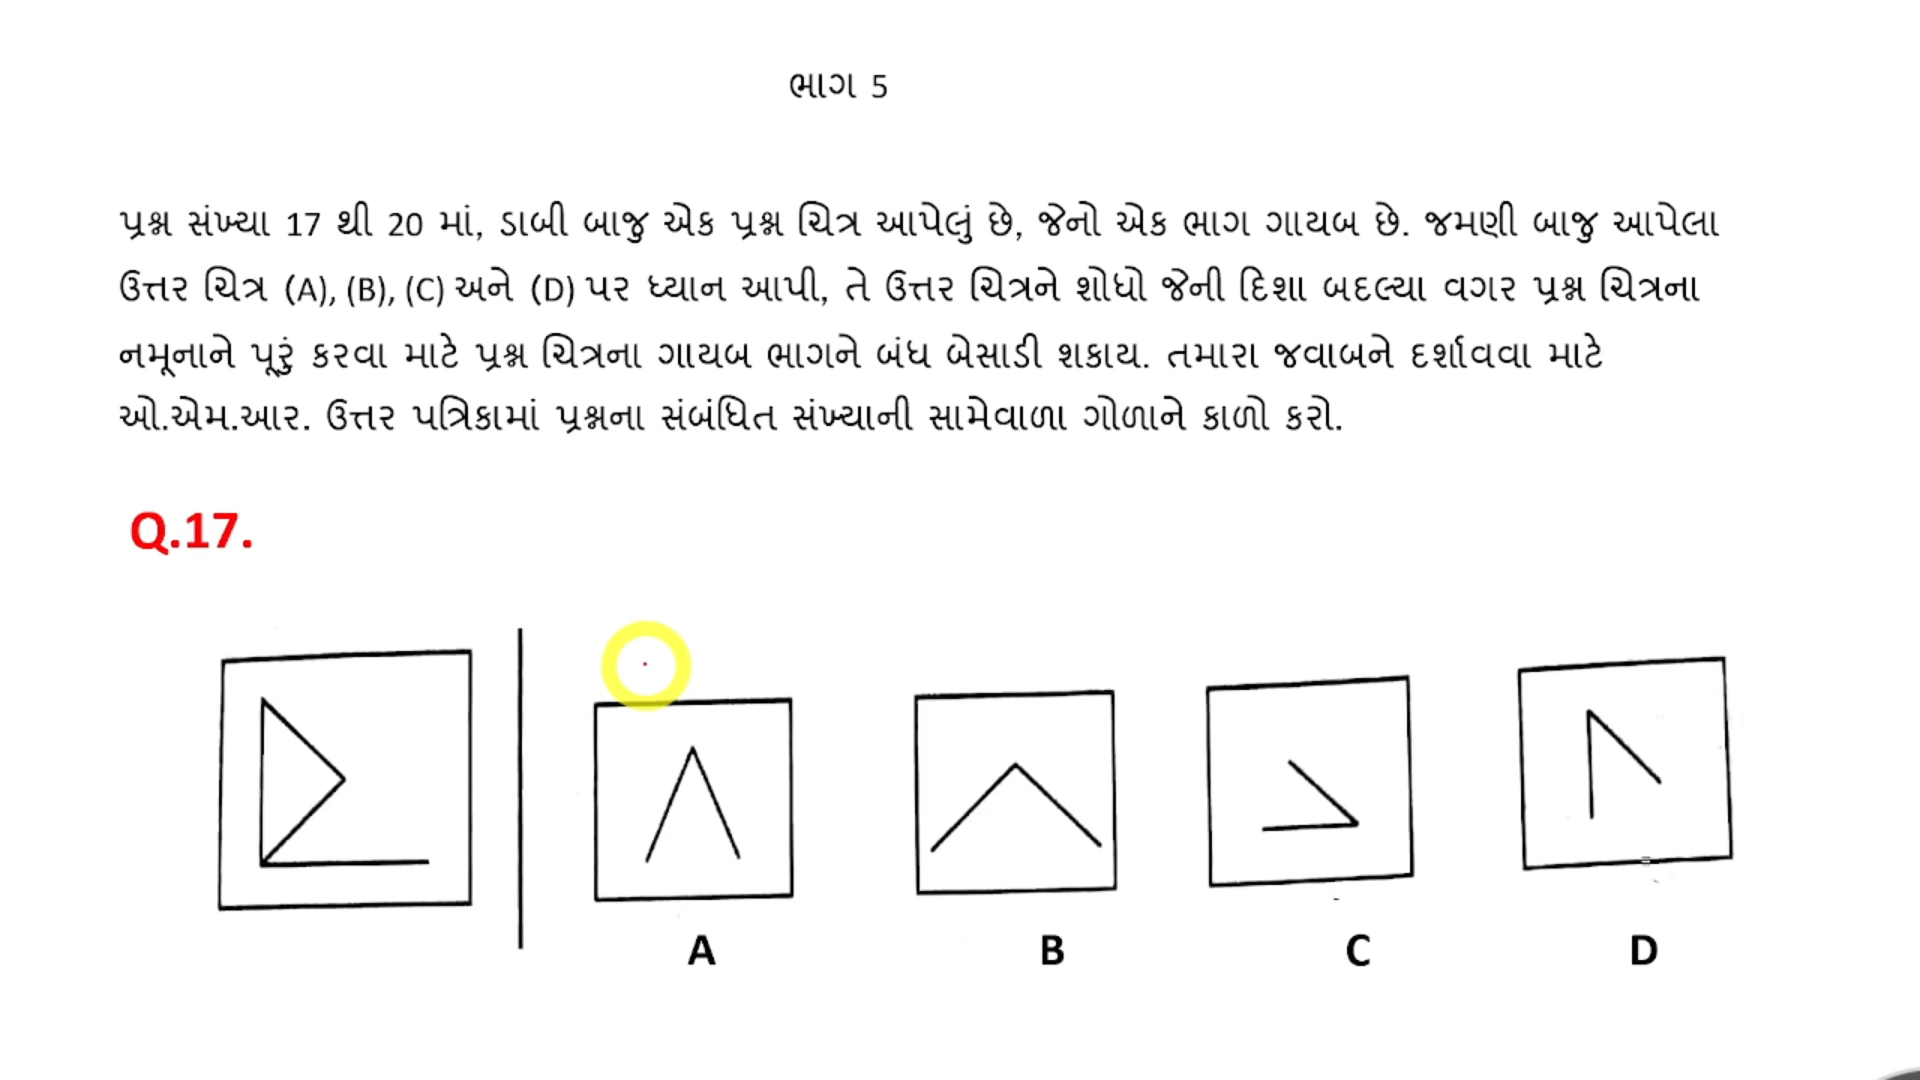 ભાગ 5
પ્રશ્ન સંખ્યા 17 થી 20 માં, ડાબી બાજુ એક પ્રશ્ન ચિત્ર આપેલું છે, જેનો એક ભાગ ગાયબ છે. જમણી બાજુ આપેલા
ઉત્તર ચિત્ર (A), (B), (C) અને (D) પર ધ્યાન આપી, તે ઉત્તર ચિત્રને શોધો જેની દિશા બદલ્યા વગર પ્રશ્ન ચિત્રના
નમૂનાને પૂરું કરવા માટે પ્રશ્ન ચિત્રના ગાયબ ભાગને બંધ બેસાડી શકાય. તમારા જવાબને દર્શાવવા માટે
ઓ.એમ.આર. ઉત્તર પત્રિકામાં પ્રશ્નના સંબંધિત સંખ્યાની સામેવાળા ગોળાને કાળો કરો.
Q.17.
A B C D